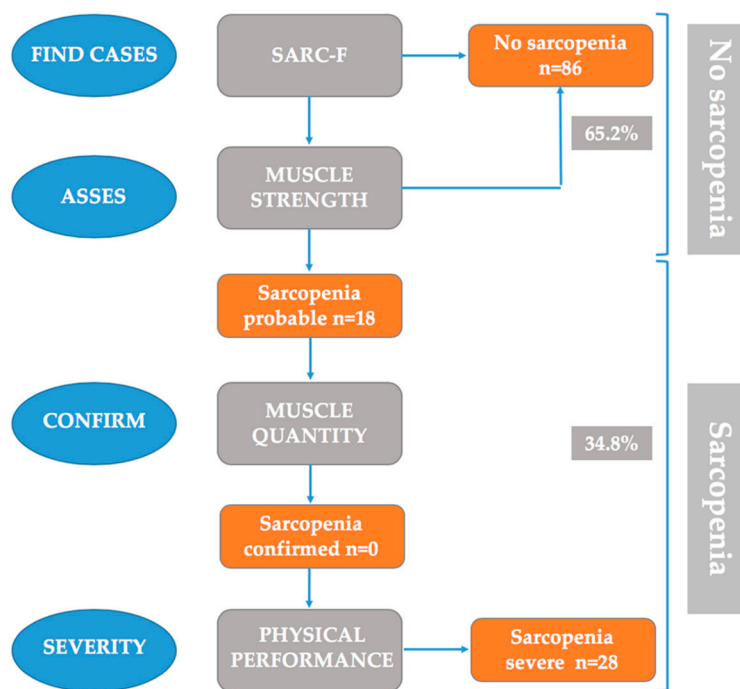 FIND CASES
SARC-F
No sarcopenia
n=86
65.2%
No sarcopenia
ASSES
MUSCLE
STRENGTH
Sarcopenia
probable n=18
CONFIRM
MUSCLE
QUANTITY
34.8%
Sarcopenia
Sarcopenia
confirmed n=0
SEVERITY
PHYSICAL
PERFORMANCE
Sarcopenia
severe n=28